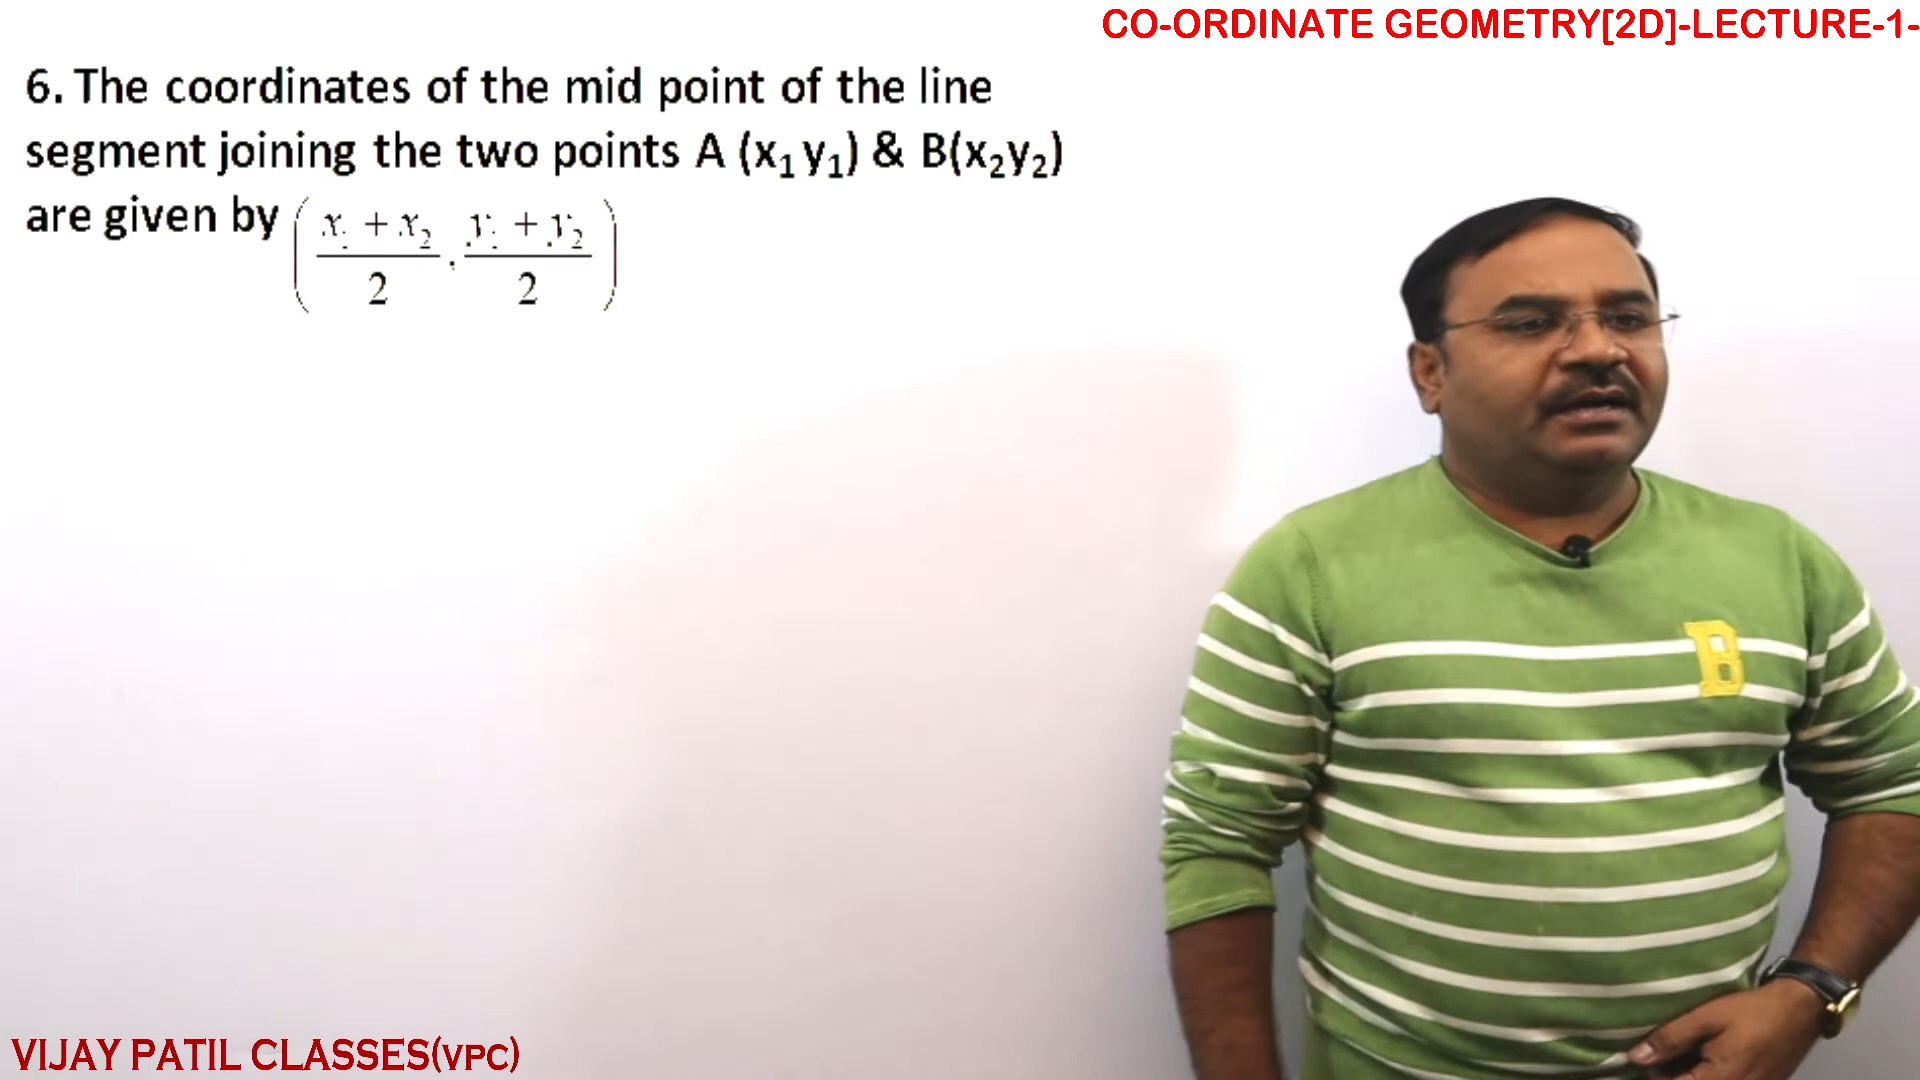 CO-ORDINATE GEOMETRY[2D]-LECTURE-1-
6. The coordinates of the mid point of the line
segment joining the two points A (x₁ y₁) & B(x₂y₂)
are given by ( x₁ + x₂ / 2 , y₁ + y₂ / 2 )
B
VIJAY PATIL CLASSES(VPC)